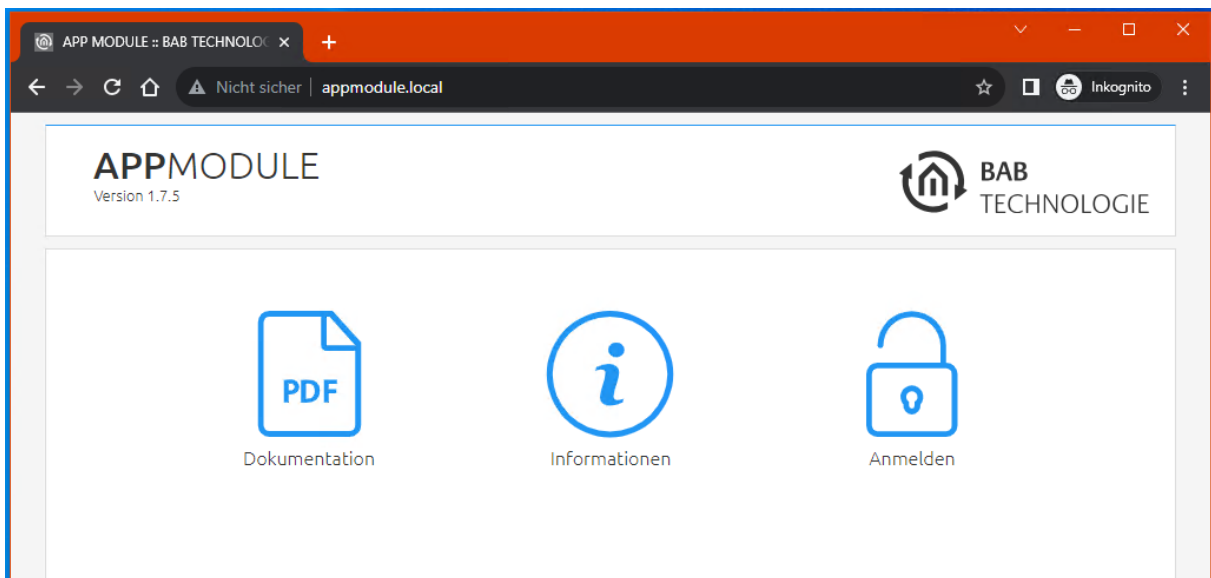 APP MODULE :: BAB TECHNOLO
Nicht sicher | appmodule.local
Inkognito
APPMODULE
Version 1.7.5
BAB
TECHNOLOGIE
PDF
i
Dokumentation
Informationen
Anmelden